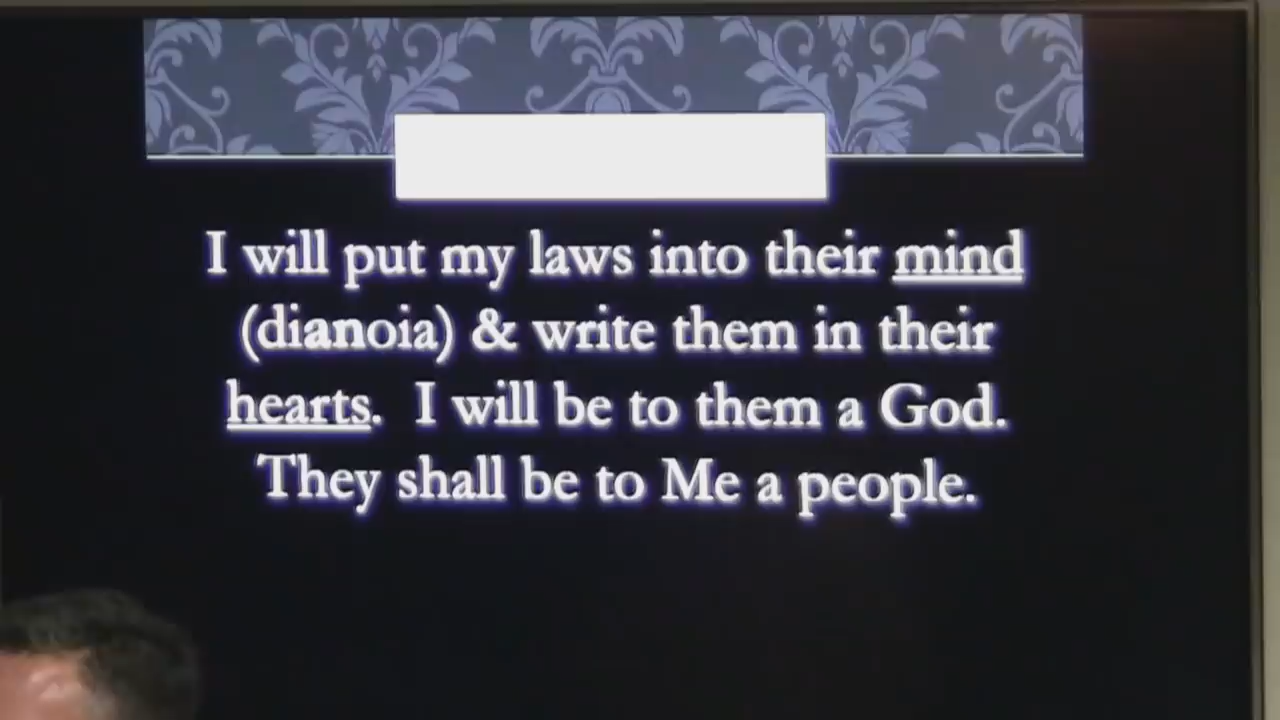 I will put my laws into their mind
(dianoia) & write them in their
hearts.  I will be to them a God.
They shall be to Me a people.